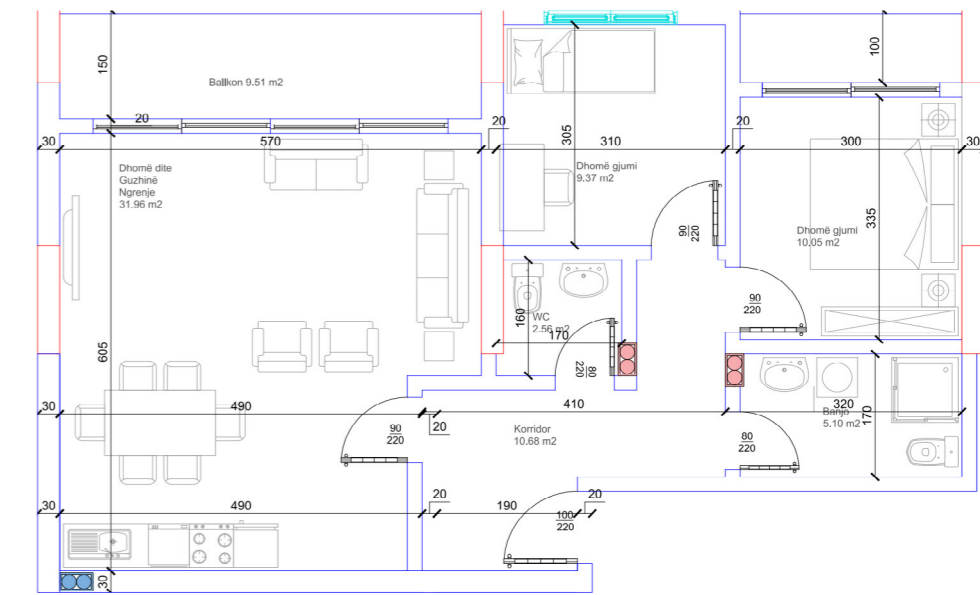 150
Ballkon 9.51 m2
100
20
20
20
30
570
310
300
30
305
Dhomë dite
Guzhinë
Ngrenje
31.96 m2
Dhomë gjumi
9.37 m2
335
Dhomë gjumi
10.05 m2
90
220
90
220
160
WC
2.56 m2
170
605
80
220
30
490
410
320
170
Banjo
5.10 m2
20
90
220
Korridor
10.68 m2
80
220
30
490
20
190
20
100
220
30